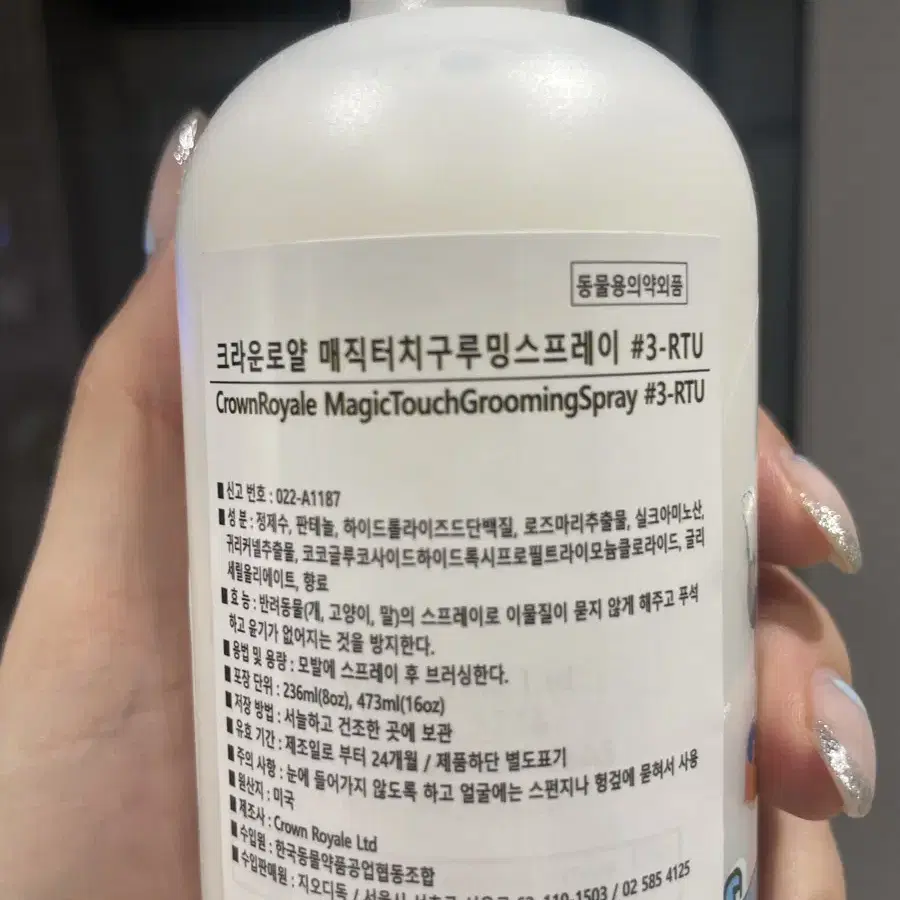 동물용의약외품
크라운로얄 매직터치구루밍스프레이 #3-RTU
CrownRoyale MagicTouchGroomingSpray #3-RTU
■ 신고 번호 : 022-A1187
■ 성 분 : 정제수, 판테놀, 하이드롤라이즈드단백질, 로즈마리추출물, 실크아미노산,
귀리커넬추출물, 코코글루코사이드하이드록시프로필트라이모늄클로라이드, 글리
세릴올리에이트, 향료
■ 효 능 : 반려동물(개, 고양이, 말)의 스프레이로 이물질이 묻지 않게 해주고 푸석
하고 윤기가 없어지는 것을 방지한다.
■ 용법 및 용량 : 모발에 스프레이 후 브러싱한다.
■ 포장 단위 : 236ml(8oz), 473ml(16oz)
■ 저장 방법 : 서늘하고 건조한 곳에 보관
■ 유효 기간 : 제조일로 부터 24개월 / 제품하단 별도표기
■ 주의 사항 : 눈에 들어가지 않도록 하고 얼굴에는 스펀지나 헝겊에 묻혀서 사용
■ 원산지 : 미국
■ 제조사 : Crown Royale Ltd
■ 수입원 : 한국동물약품공업협동조합
■ 수입판매원 : 지오디독 / 서울시 서초구 62, 110-1503 / 02 585 4125